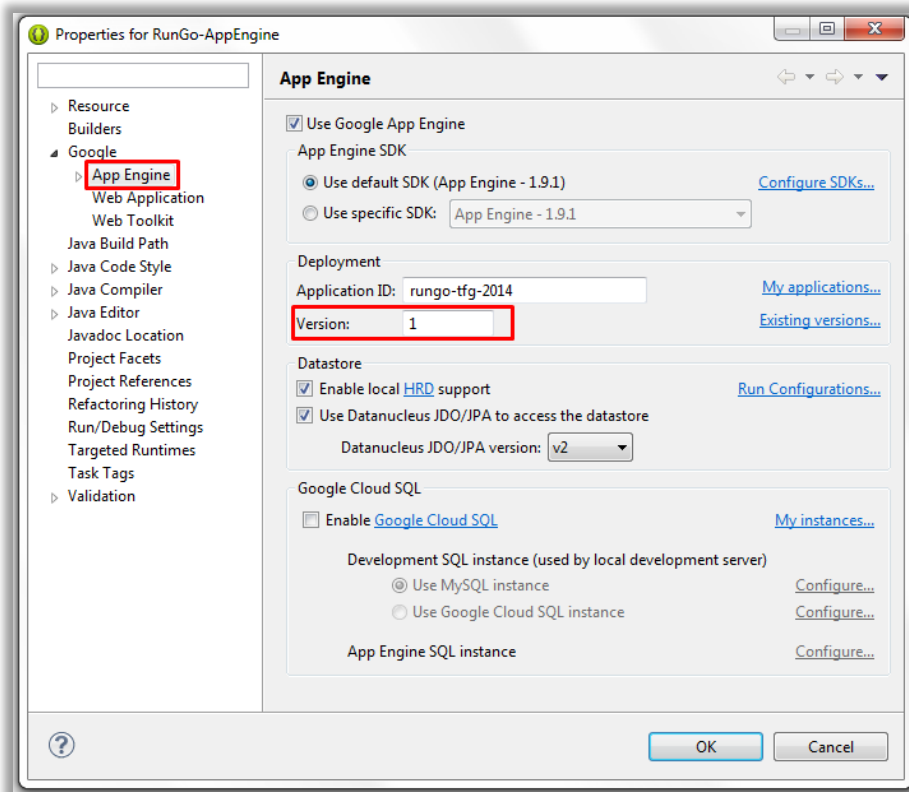 Properties for RunGo-AppEngine
Resource
Builders
Google
App Engine
Web Application
Web Toolkit
Java Build Path
Java Code Style
Java Compiler
Java Editor
Javadoc Location
Project Facets
Project References
Refactoring History
Run/Debug Settings
Targeted Runtimes
Task Tags
Validation
App Engine
Use Google App Engine
App Engine SDK
Use default SDK (App Engine - 1.9.1) Configure SDKs...
Use specific SDK: App Engine - 1.9.1
Deployment
Application ID: rungo-tfg-2014 My applications...
Version: 1 Existing versions...
Datastore
Enable local HRD support Run Configurations...
Use Datanucleus JDO/JPA to access the datastore
Datanucleus JDO/JPA version: v2
Google Cloud SQL
Enable Google Cloud SQL My instances...
Development SQL instance (used by local development server)
Use MySQL instance Configure...
Use Google Cloud SQL instance Configure...
App Engine SQL instance Configure...
? OK Cancel